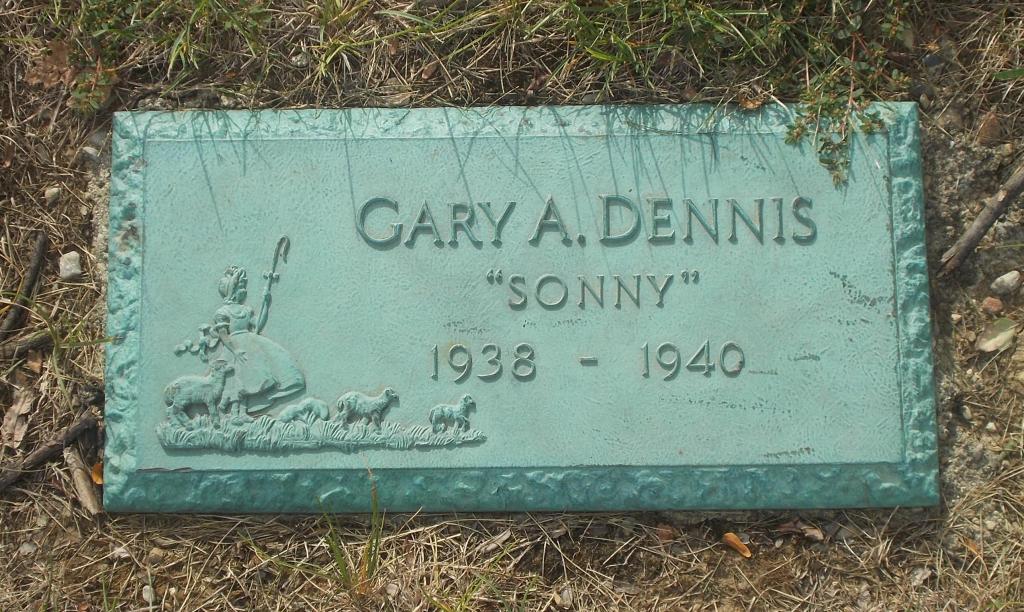 GARY A. DENNIS
"SONNY"
1938 - 1940